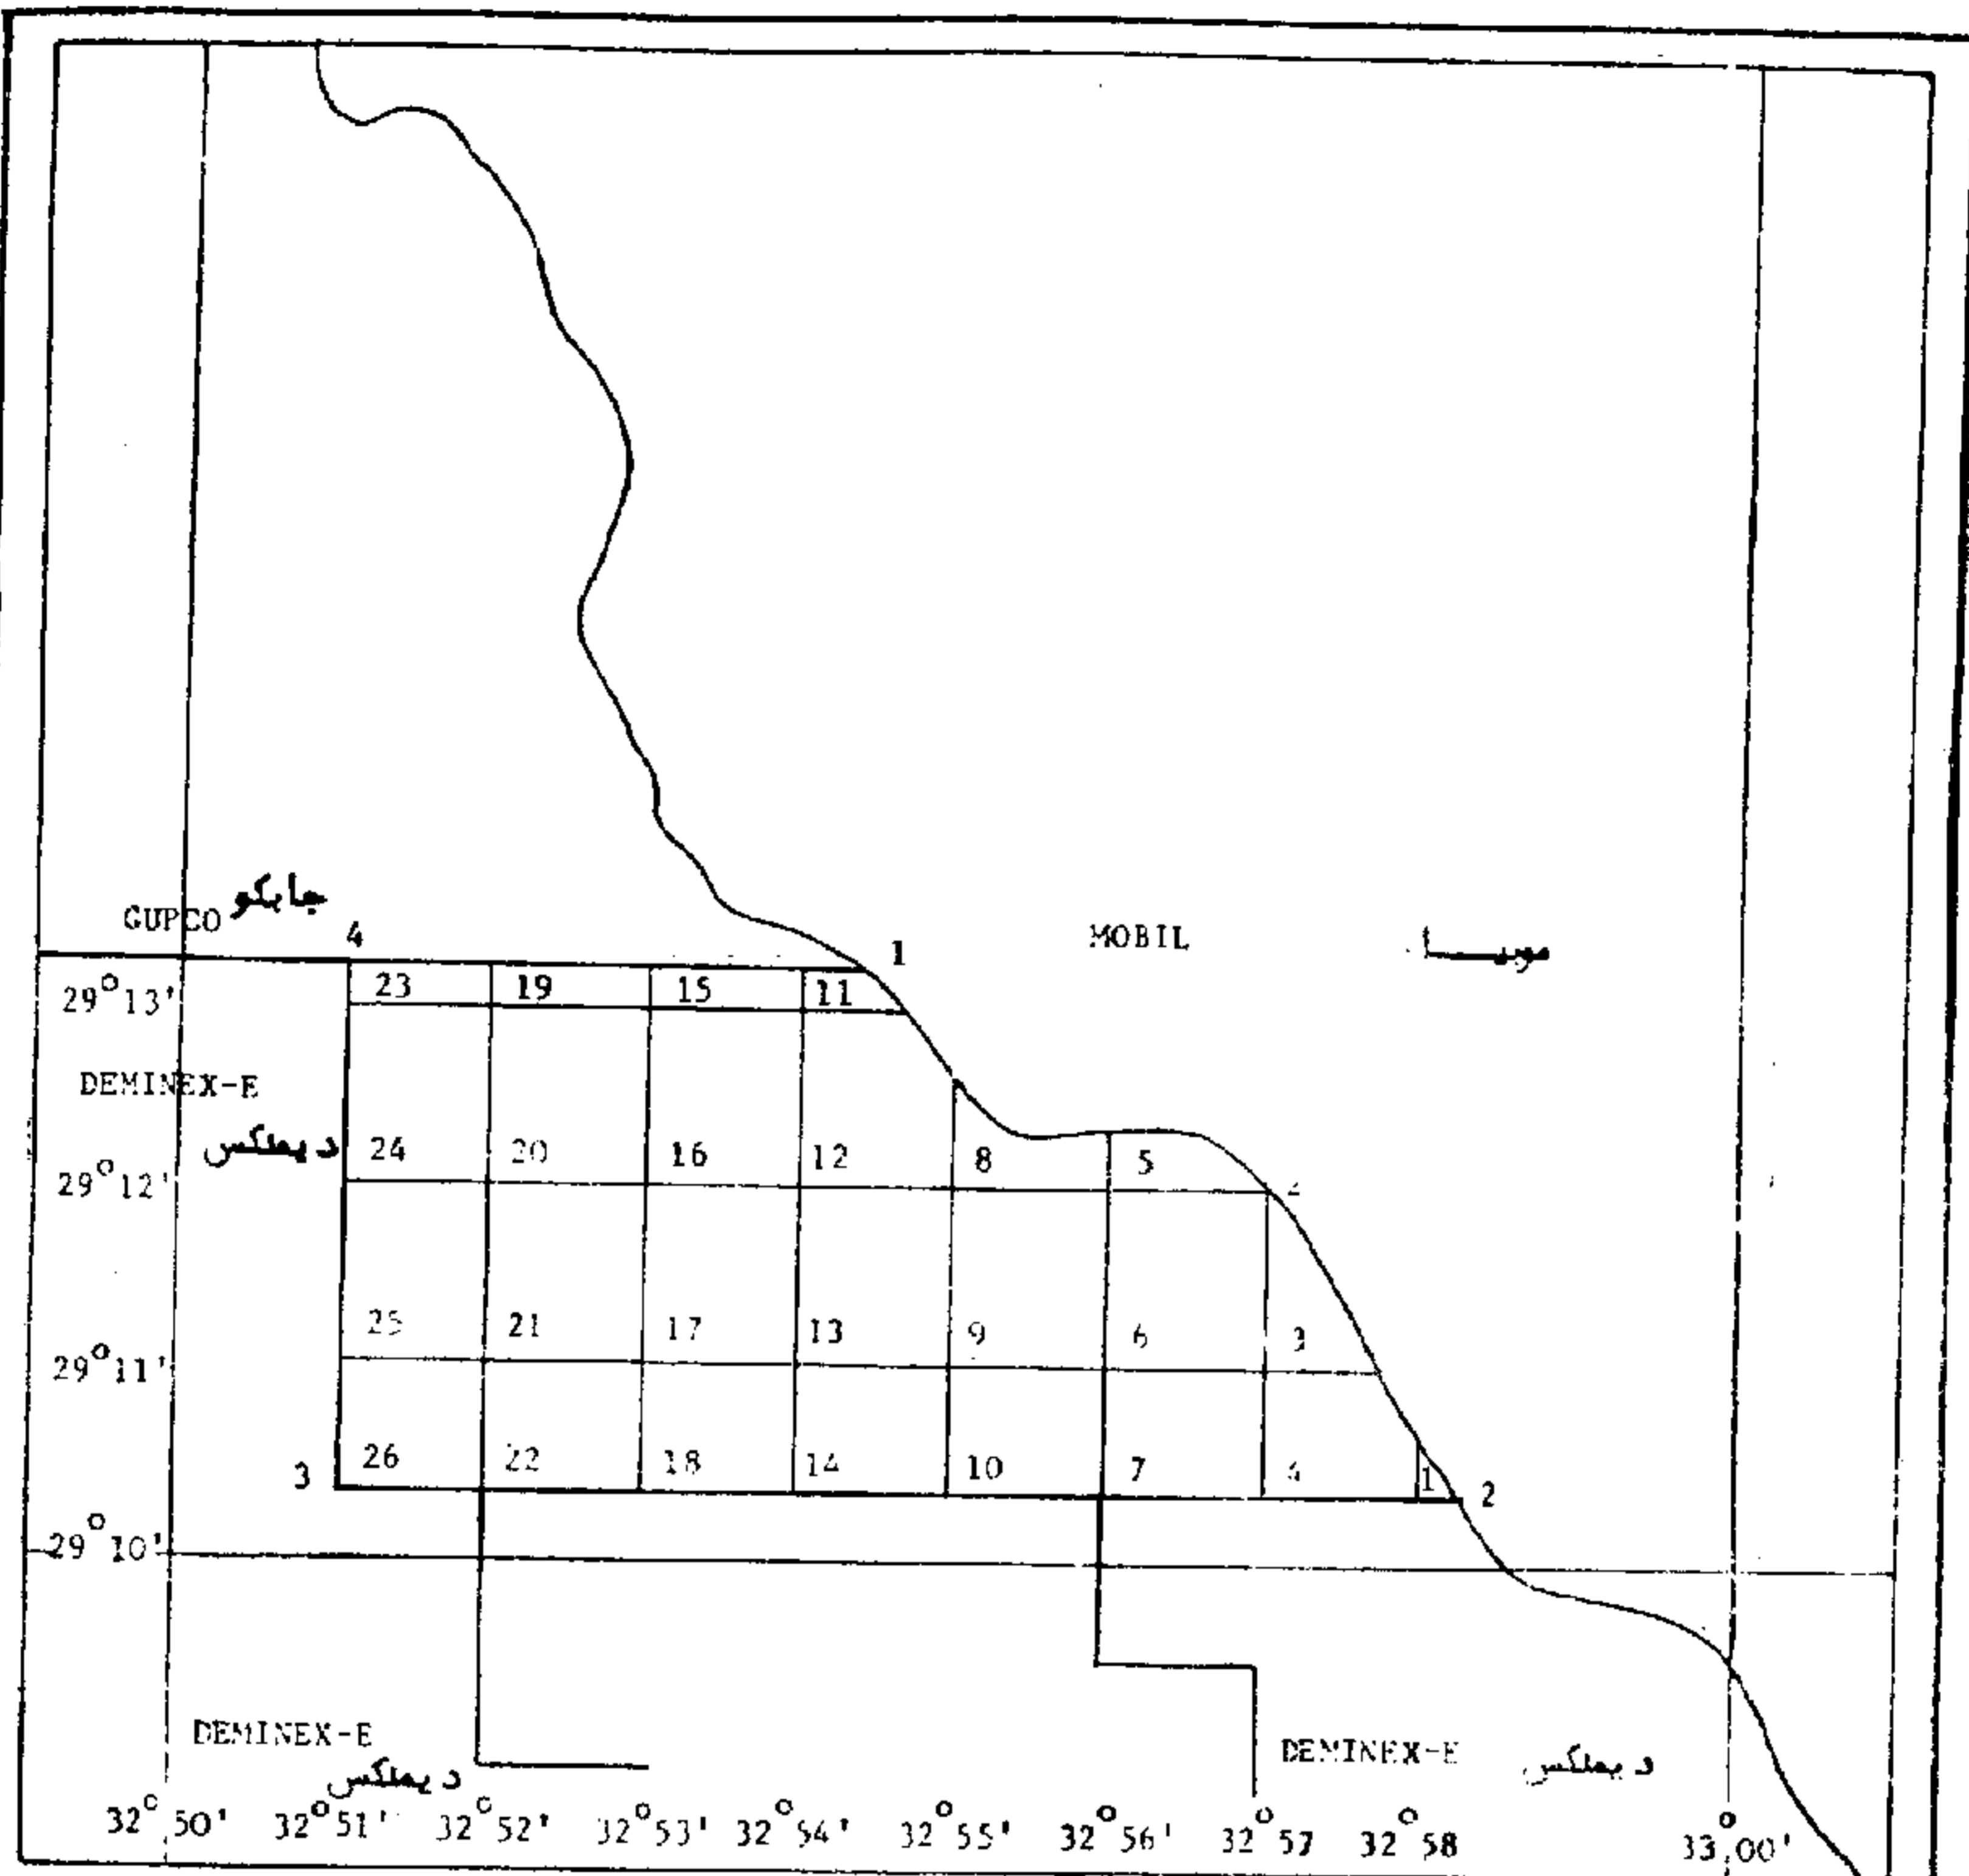 GUPCO جابكو
4
1
MOBIL
29° 13'
23 19 15 11
DEMINEX-E
ديمنكس
24 20 16 12 8 5
29° 12'
25 21 17 13 9 6 3
29° 11'
3 26 22 18 14 10 7 4 1 2
29° 10'
DEMINEX-E
ديمنكس
DEMINEX-E ديمنكس
32° 50' 32° 51' 32° 52' 32° 53' 32° 54' 32° 55' 32° 56' 32° 57 32° 58 33° 00'